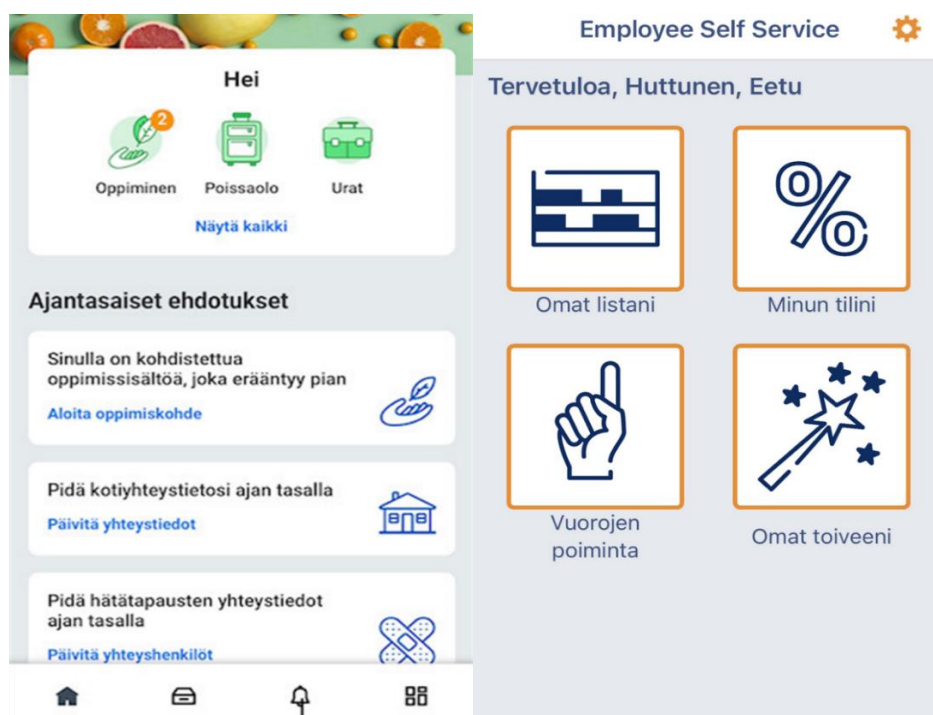 Hei
2
Oppiminen Poissaolo Urat
Näytä kaikki
Ajantasaiset ehdotukset
Sinulla on kohdistettua
oppimissisältöä, joka erääntyy pian
Aloita oppimiskohde
Pidä kotiyhteystietosi ajan tasalla
Päivitä yhteystiedot
Pidä hätätapausten yhteystiedot
ajan tasalla
Päivitä yhteyshenkilöt
Employee Self Service
Tervetuloa, Huttunen, Eetu
Omat listani
Minun tilini
Vuorojen
poiminta
Omat toiveeni